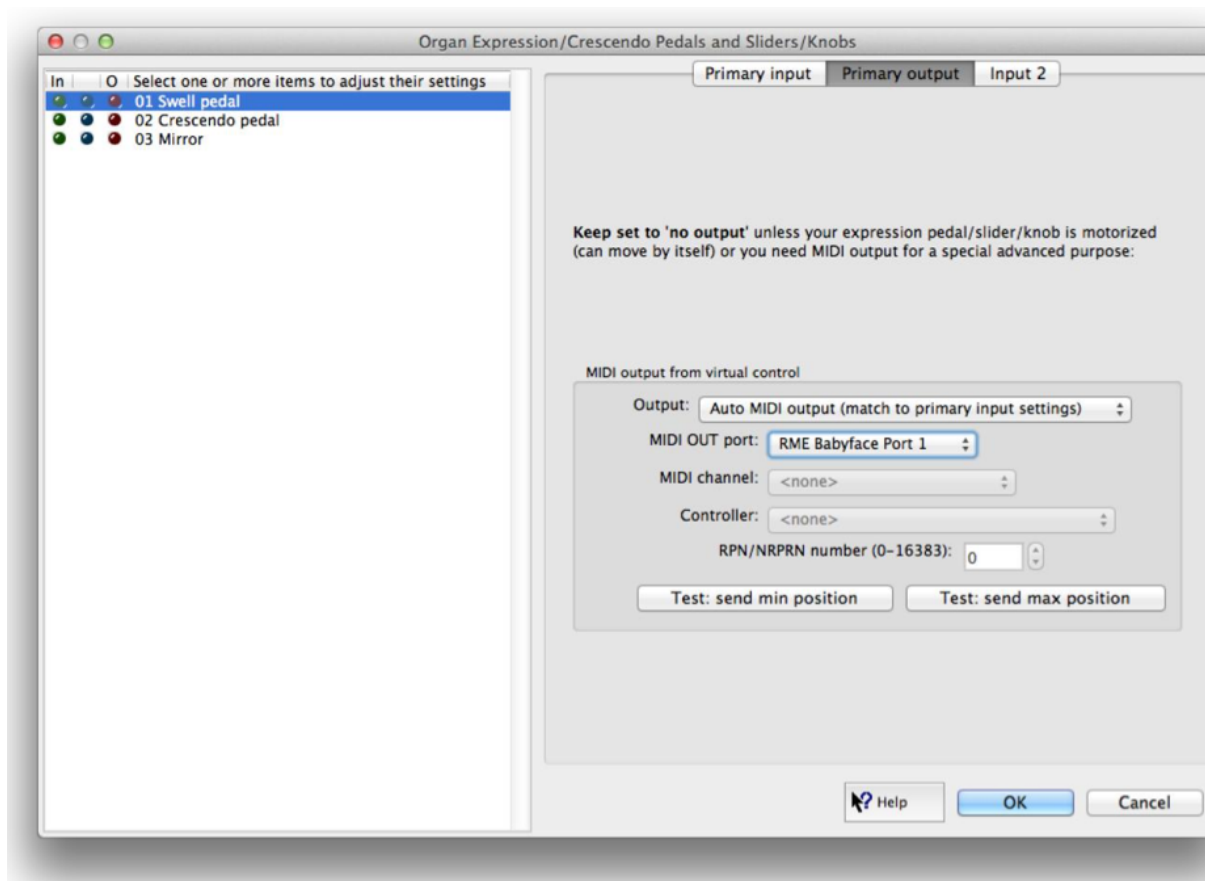 Organ Expression/Crescendo Pedals and Sliders/Knobs
In O Select one or more items to adjust their settings
01 Swell pedal
02 Crescendo pedal
03 Mirror
Primary input Primary output Input 2
Keep set to 'no output' unless your expression pedal/slider/knob is motorized
(can move by itself) or you need MIDI output for a special advanced purpose:
MIDI output from virtual control
Output: Auto MIDI output (match to primary input settings)
MIDI OUT port: RME Babyface Port 1
MIDI channel: <none>
Controller: <none>
RPN/NRPRN number (0-16383): 0
Test: send min position Test: send max position
? Help OK Cancel